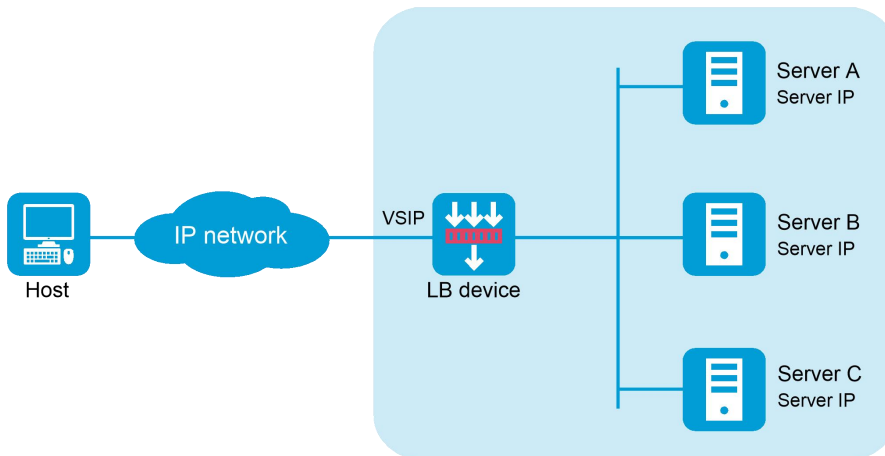 Server A
Server IP
VSIP
IP network
Server B
Server IP
Host
LB device
Server C
Server IP